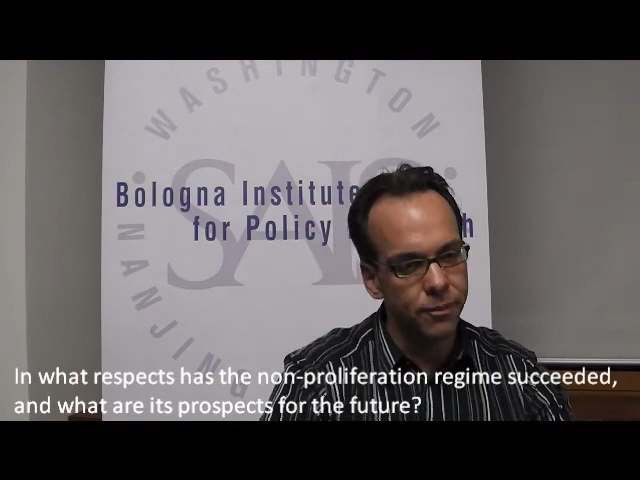 WASHINGTON
SAIS
Bologna Institute
for Policy
NANJING
In what respects has the non-proliferation regime succeeded,
and what are its prospects for the future?